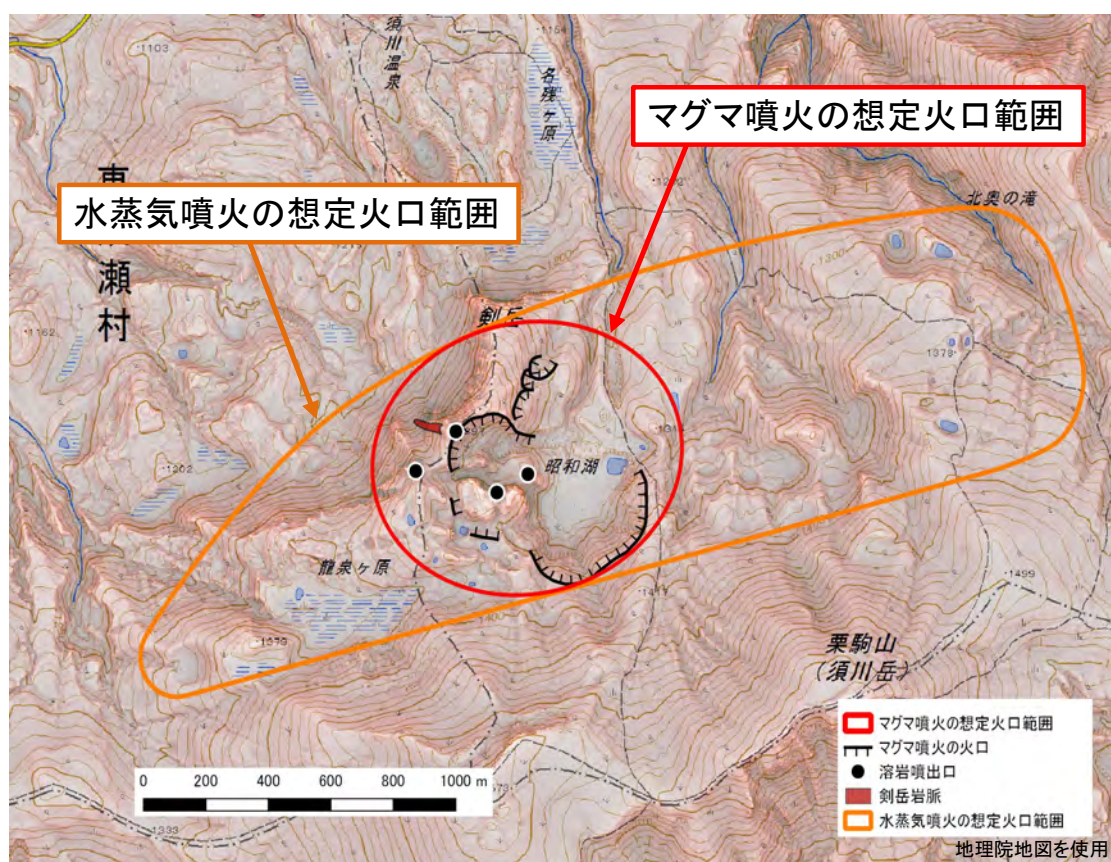 須川温泉
名残ヶ原
・1103
・1154
マグマ噴火の想定火口範囲
水蒸気噴火の想定火口範囲
東
瀬
村
北奥の滝
1300
・1162
剣岳
1378
昭和湖
・1202
龍泉ヶ原
1400
・1379
・1499
栗駒山
(須川岳)
0 200 400 600 800 1000 m
・1333
マグマ噴火の想定火口範囲
マグマ噴火の火口
溶岩噴出口
剣岳岩脈
水蒸気噴火の想定火口範囲
地理院地図を使用